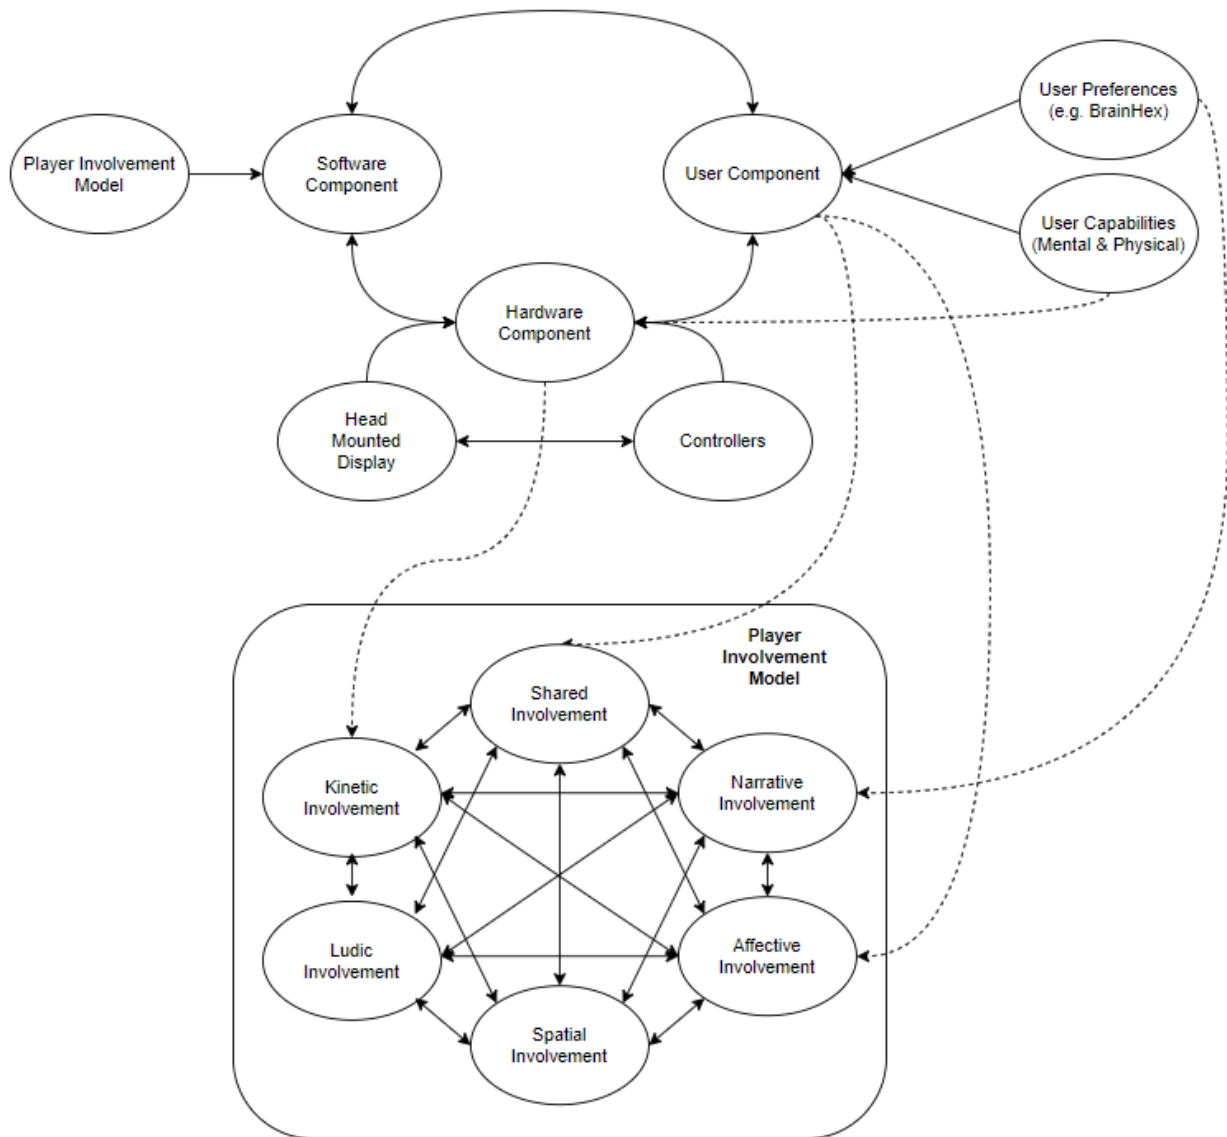 Player Involvement
Model
Software
Component
User Component
User Preferences
(e.g. BrainHex)
User Capabilities
(Mental & Physical)
Hardware
Component
Head
Mounted
Display
Controllers
Player
Involvement
Model
Shared
Involvement
Kinetic
Involvement
Narrative
Involvement
Ludic
Involvement
Affective
Involvement
Spatial
Involvement